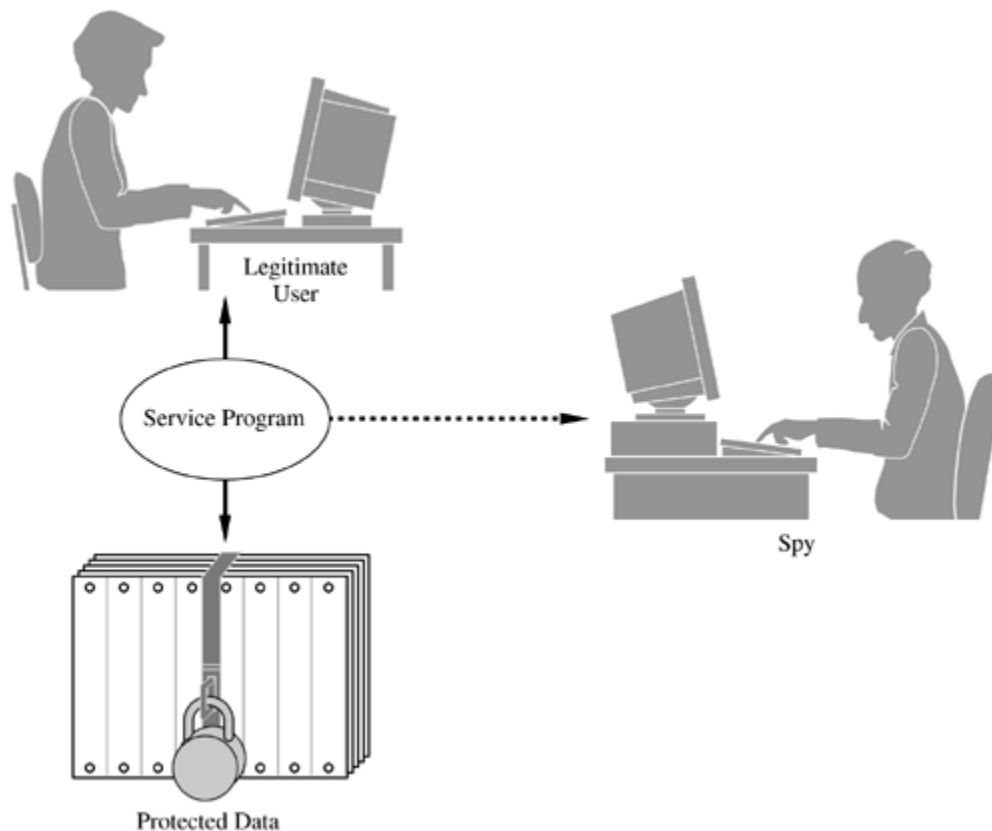 Legitimate
User
Service Program
Spy
Protected Data